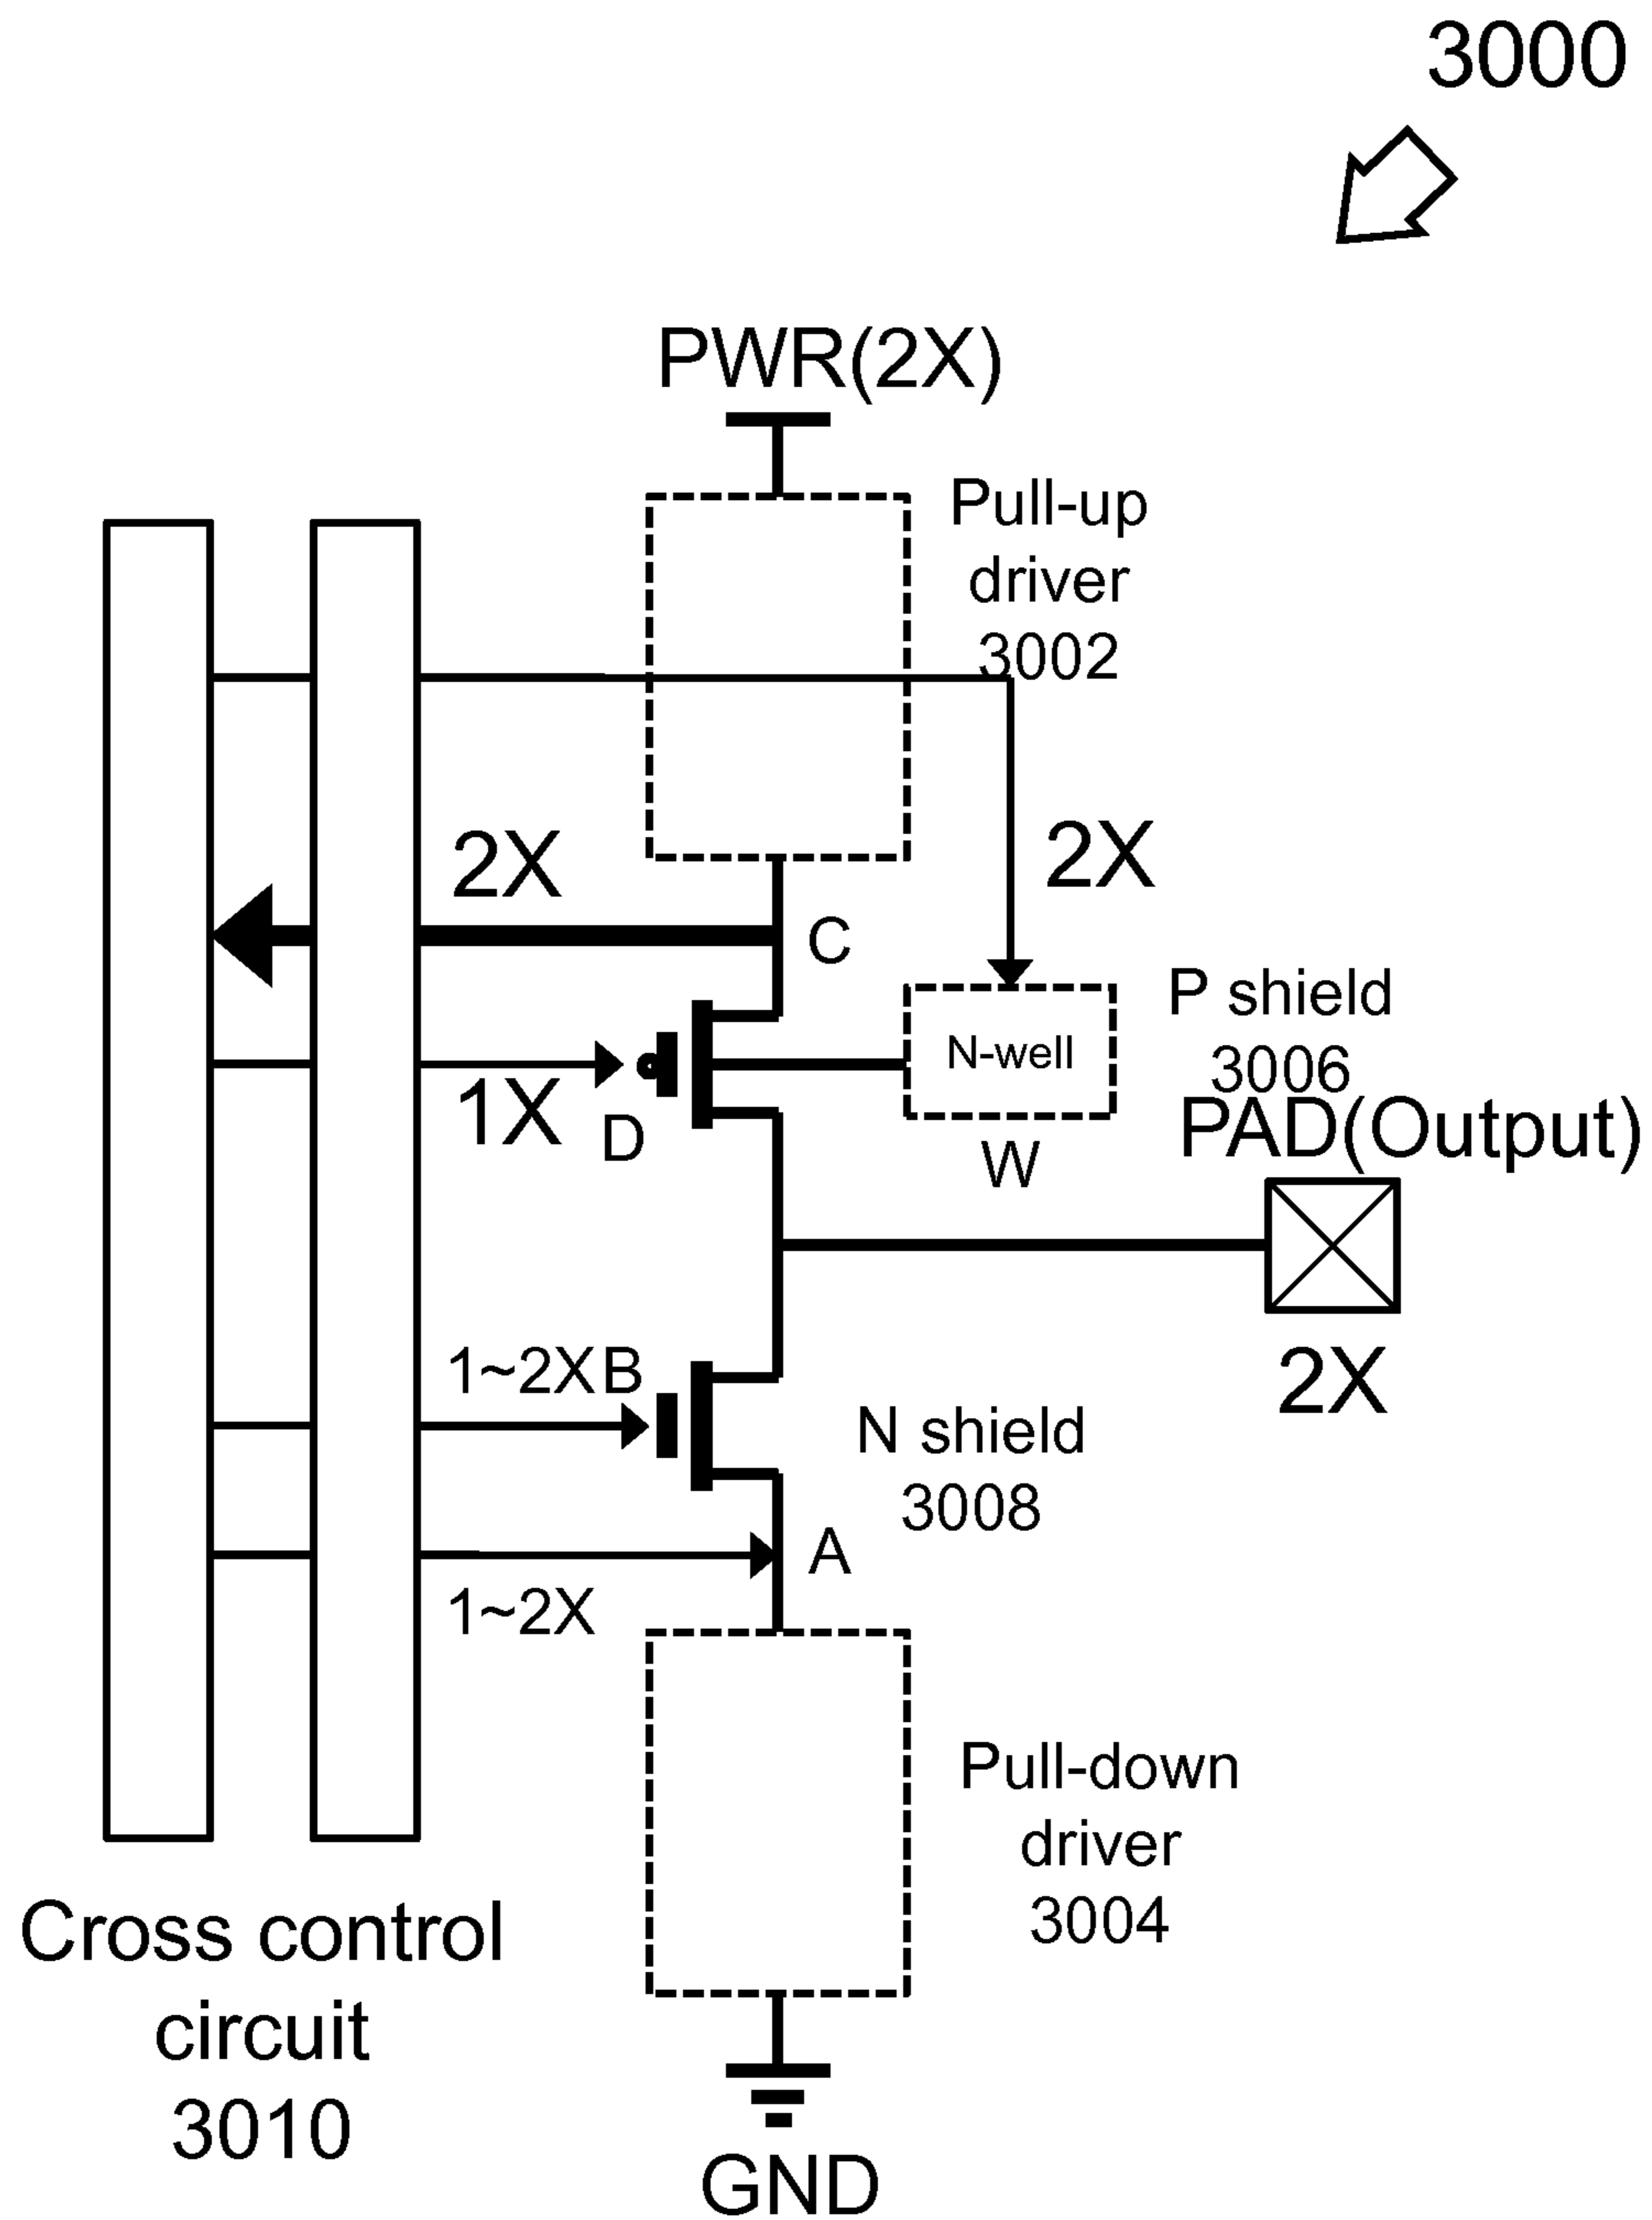 3000
PWR(2X)
Pull-up
driver
3002
2X
2X
C
P shield
3006
N-well
1X
D
W
PAD(Output)
2X
1~2XB
N shield
3008
A
1~2X
Pull-down
driver
3004
Cross control
circuit
3010
GND